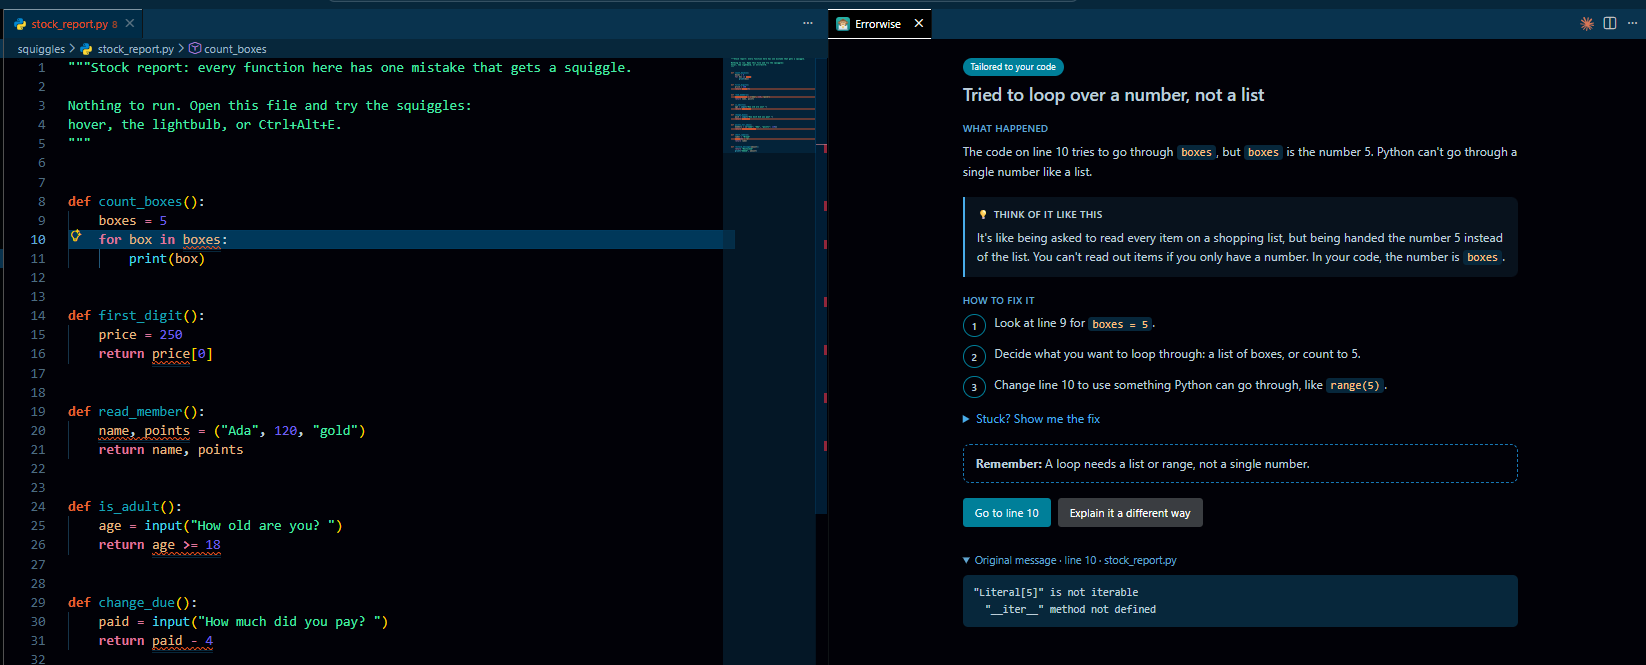 stock_report.py 8
squiggles > stock_report.py > count_boxes
1 """Stock report: every function here has one mistake that gets a squiggle.
2
3 Nothing to run. Open this file and try the squiggles:
4 hover, the lightbulb, or Ctrl+Alt+E.
5 """
6
7
8 def count_boxes():
9     boxes = 5
10     for box in boxes:
11         print(box)
12
13
14 def first_digit():
15     price = 250
16     return price[0]
17
18
19 def read_member():
20     name, points = ("Ada", 120, "gold")
21     return name, points
22
23
24 def is_adult():
25     age = input("How old are you? ")
26     return age >= 18
27
28
29 def change_due():
30     paid = input("How much did you pay? ")
31     return paid - 4
32
Errorwise
Tailored to your code
Tried to loop over a number, not a list
WHAT HAPPENED
The code on line 10 tries to go through boxes, but boxes is the number 5. Python can't go through a
single number like a list.
THINK OF IT LIKE THIS
It's like being asked to read every item on a shopping list, but being handed the number 5 instead
of the list. You can't read out items if you only have a number. In your code, the number is boxes.
HOW TO FIX IT
1 Look at line 9 for boxes = 5.
2 Decide what you want to loop through: a list of boxes, or count to 5.
3 Change line 10 to use something Python can go through, like range(5).
Stuck? Show me the fix
Remember: A loop needs a list or range, not a single number.
Go to line 10 Explain it a different way
Original message · line 10 · stock_report.py
"Literal[5]" is not iterable
  "__iter__" method not defined